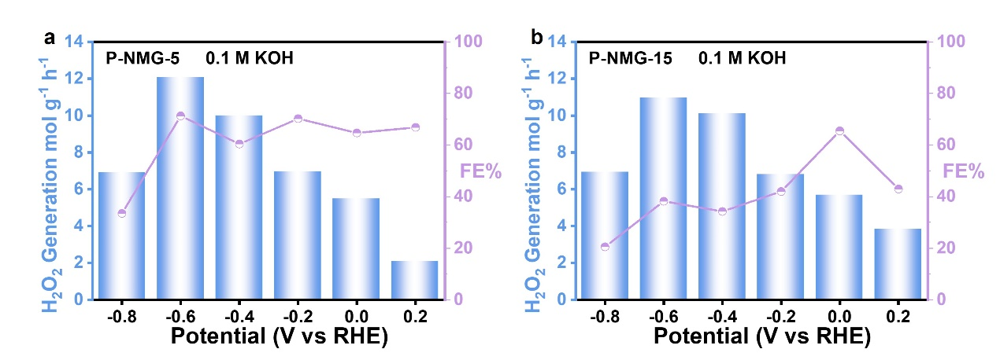 a
P-NMG-5 0.1 M KOH
H₂O₂ Generation mol g⁻¹ h⁻¹
14
12
10
8
6
4
2
0
100
80
60
40
20
0
FE%
-0.8 -0.6 -0.4 -0.2 0.0 0.2
Potential (V vs RHE)
b
P-NMG-15 0.1 M KOH
H₂O₂ Generation mol g⁻¹ h⁻¹
14
12
10
8
6
4
2
0
100
80
60
40
20
0
FE%
-0.8 -0.6 -0.4 -0.2 0.0 0.2
Potential (V vs RHE)